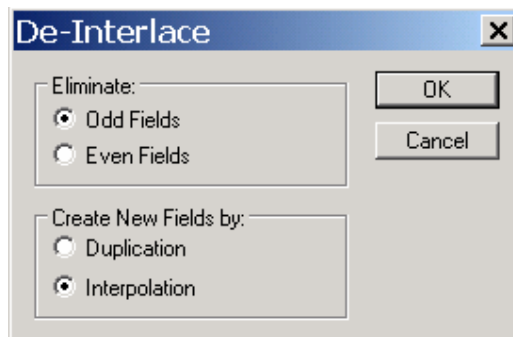 De-Interlace
Eliminate:
Odd Fields
Even Fields
OK
Cancel
Create New Fields by:
Duplication
Interpolation